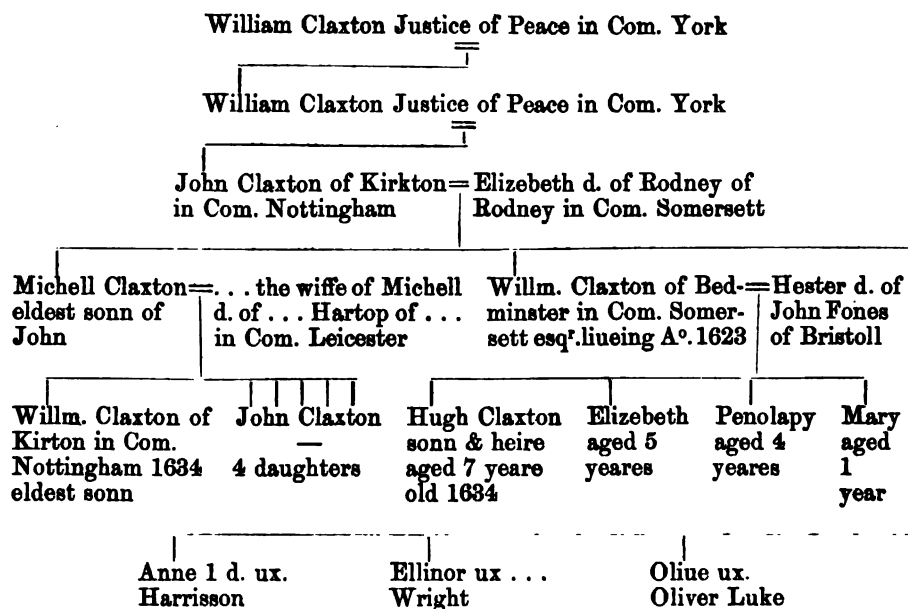 William Claxton Justice of Peace in Com. York
William Claxton Justice of Peace in Com. York
John Claxton of Kirkton = Elizebeth d. of Rodney of
in Com. Nottingham Rodney in Com. Somersett
Michell Claxton = . . . the wiffe of Michell
eldest sonn of d. of . . . Hartop of . . .
John in Com. Leicester
Willm. Claxton of Bed- = Hester d. of
minster in Com. Somer- John Fones
sett esqr. liueing Ao. 1623 of Bristoll
Willm. Claxton of
Kirton in Com.
Nottingham 1634
eldest sonn
John Claxton
—
4 daughters
Hugh Claxton
sonn & heire
aged 7 yeare
old 1634
Elizebeth
aged 5
yeares
Penolapy
aged 4
yeares
Mary
aged
1
year
Anne 1 d. ux.
Harrisson
Ellinor ux . . .
Wright
Oliue ux.
Oliver Luke